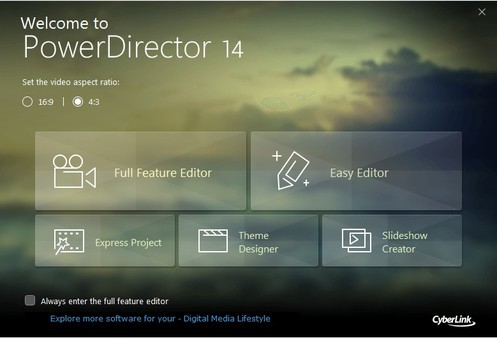 Welcome to
PowerDirector 14
Set the video aspect ratio:
16:9 | 4:3
Full Feature Editor
Easy Editor
Express Project
Theme
Designer
Slideshow
Creator
Always enter the full feature editor
Explore more software for your - Digital Media Lifestyle
CyberLink